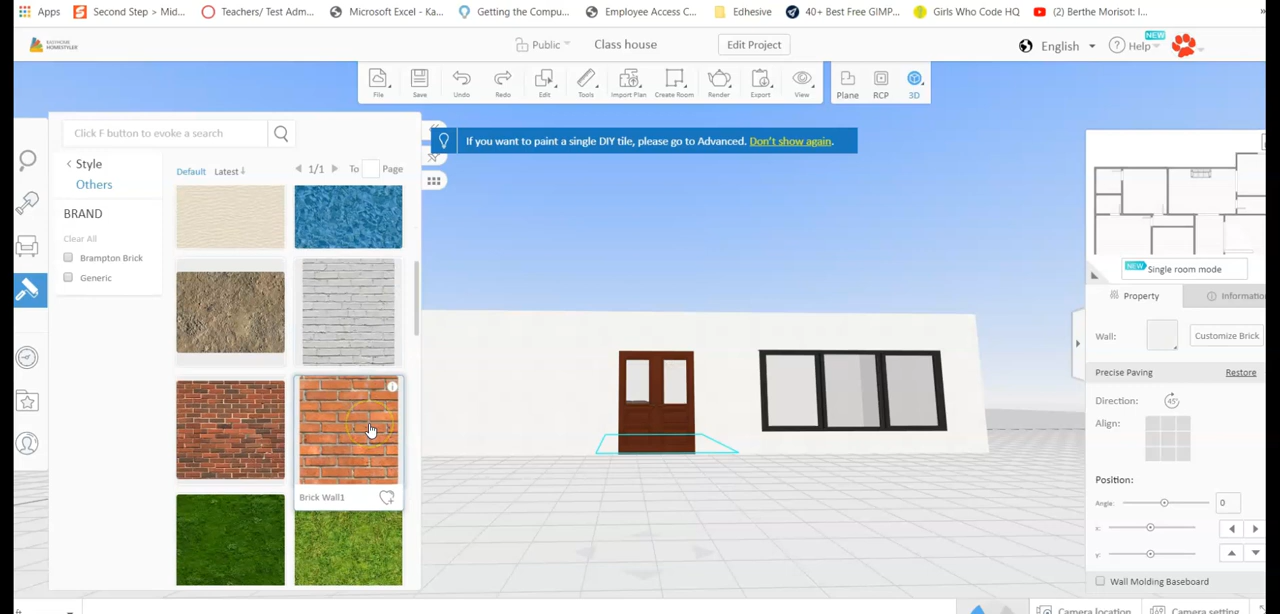 Apps
Second Step > Mid...
Teachers/ Test Adm...
Microsoft Excel - Ka...
Getting the Compu...
Employee Access C...
Edhesive
40+ Best Free GIMP...
Girls Who Code HQ
(2) Berthe Morisot: I...
»
EASYHOME
HOMESTYLER
Public
Class house
Edit Project
English
Help
NEW
File
Save
Undo
Redo
Edit
Tools
Import Plan
Create Room
Render
Export
View
Plane
RCP
3D
Click F button to evoke a search
If you want to paint a single DIY tile, please go to Advanced. Don't show again.
Style
Others
Default
Latest
1/1
To
Page
BRAND
Clear All
Brampton Brick
Generic
Brick Wall1
NEW
Single room mode
Property
Information
Wall:
Customize Brick
Precise Paving
Restore
Direction:
45°
Align:
Position:
Angle:
0
x:
y:
Wall Molding Baseboard
ft
Camera location
Camera setting